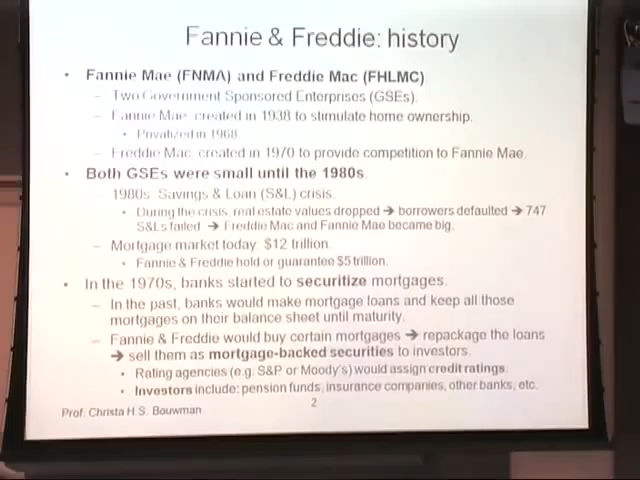 Fannie & Freddie: history
• Fannie Mae (FNMA) and Freddie Mac (FHLMC)
– Two Government Sponsored Enterprises (GSEs).
– Fannie Mae: created in 1938 to stimulate home ownership.
• Privatized in 1968.
– Freddie Mac: created in 1970 to provide competition to Fannie Mae.
• Both GSEs were small until the 1980s.
1980s: Savings & Loan (S&L) crisis.
• During the crisis, real estate values dropped ➔ borrowers defaulted ➔ 747
S&Ls failed ➔ Freddie Mac and Fannie Mae became big.
– Mortgage market today: $12 trillion.
• Fannie & Freddie hold or guarantee $5 trillion.
• In the 1970s, banks started to securitize mortgages.
– In the past, banks would make mortgage loans and keep all those
mortgages on their balance sheet until maturity.
– Fannie & Freddie would buy certain mortgages ➔ repackage the loans
➔ sell them as mortgage-backed securities to investors.
• Rating agencies (e.g. S&P or Moody's) would assign credit ratings.
• Investors include: pension funds, insurance companies, other banks, etc.
Prof. Christa H.S. Bouwman
2